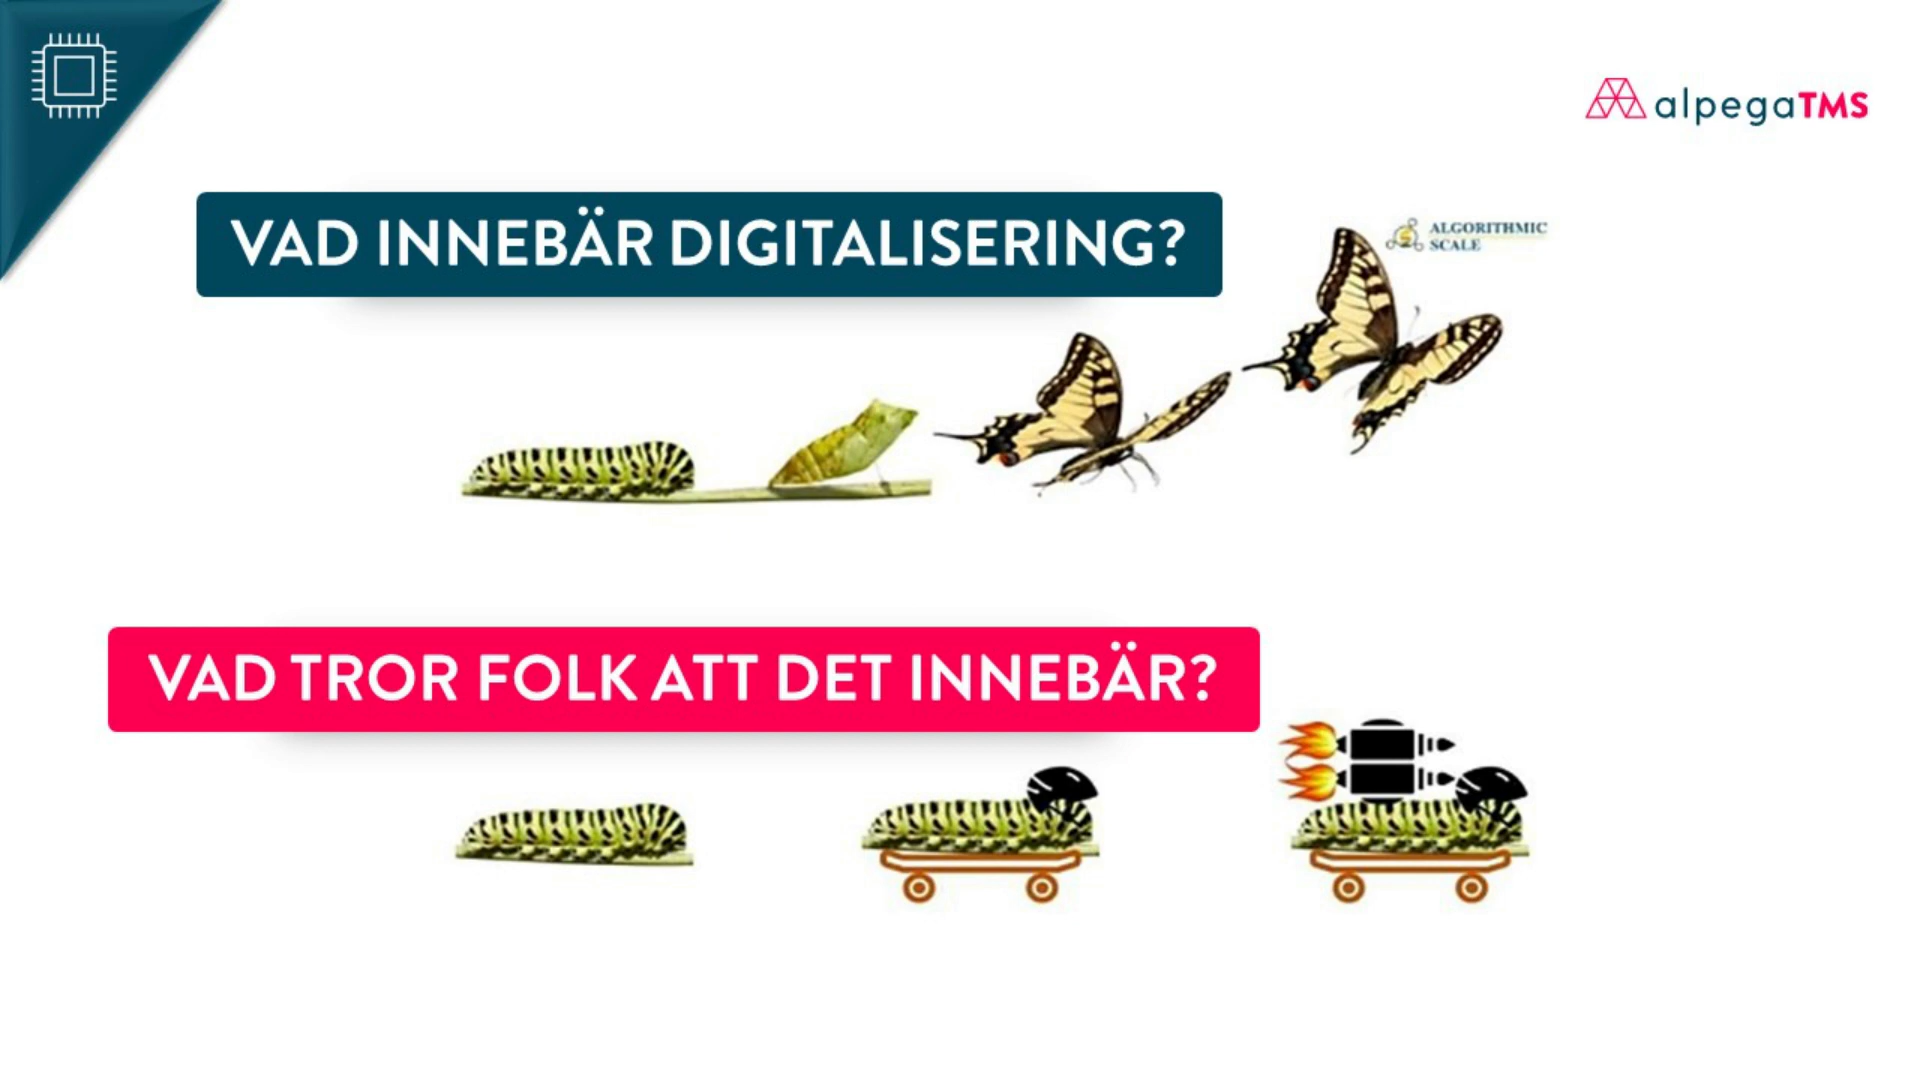 alpegaTMS
VAD INNEBÄR DIGITALISERING?
ALGORITHMIC
SCALE
VAD TROR FOLK ATT DET INNEBÄR?